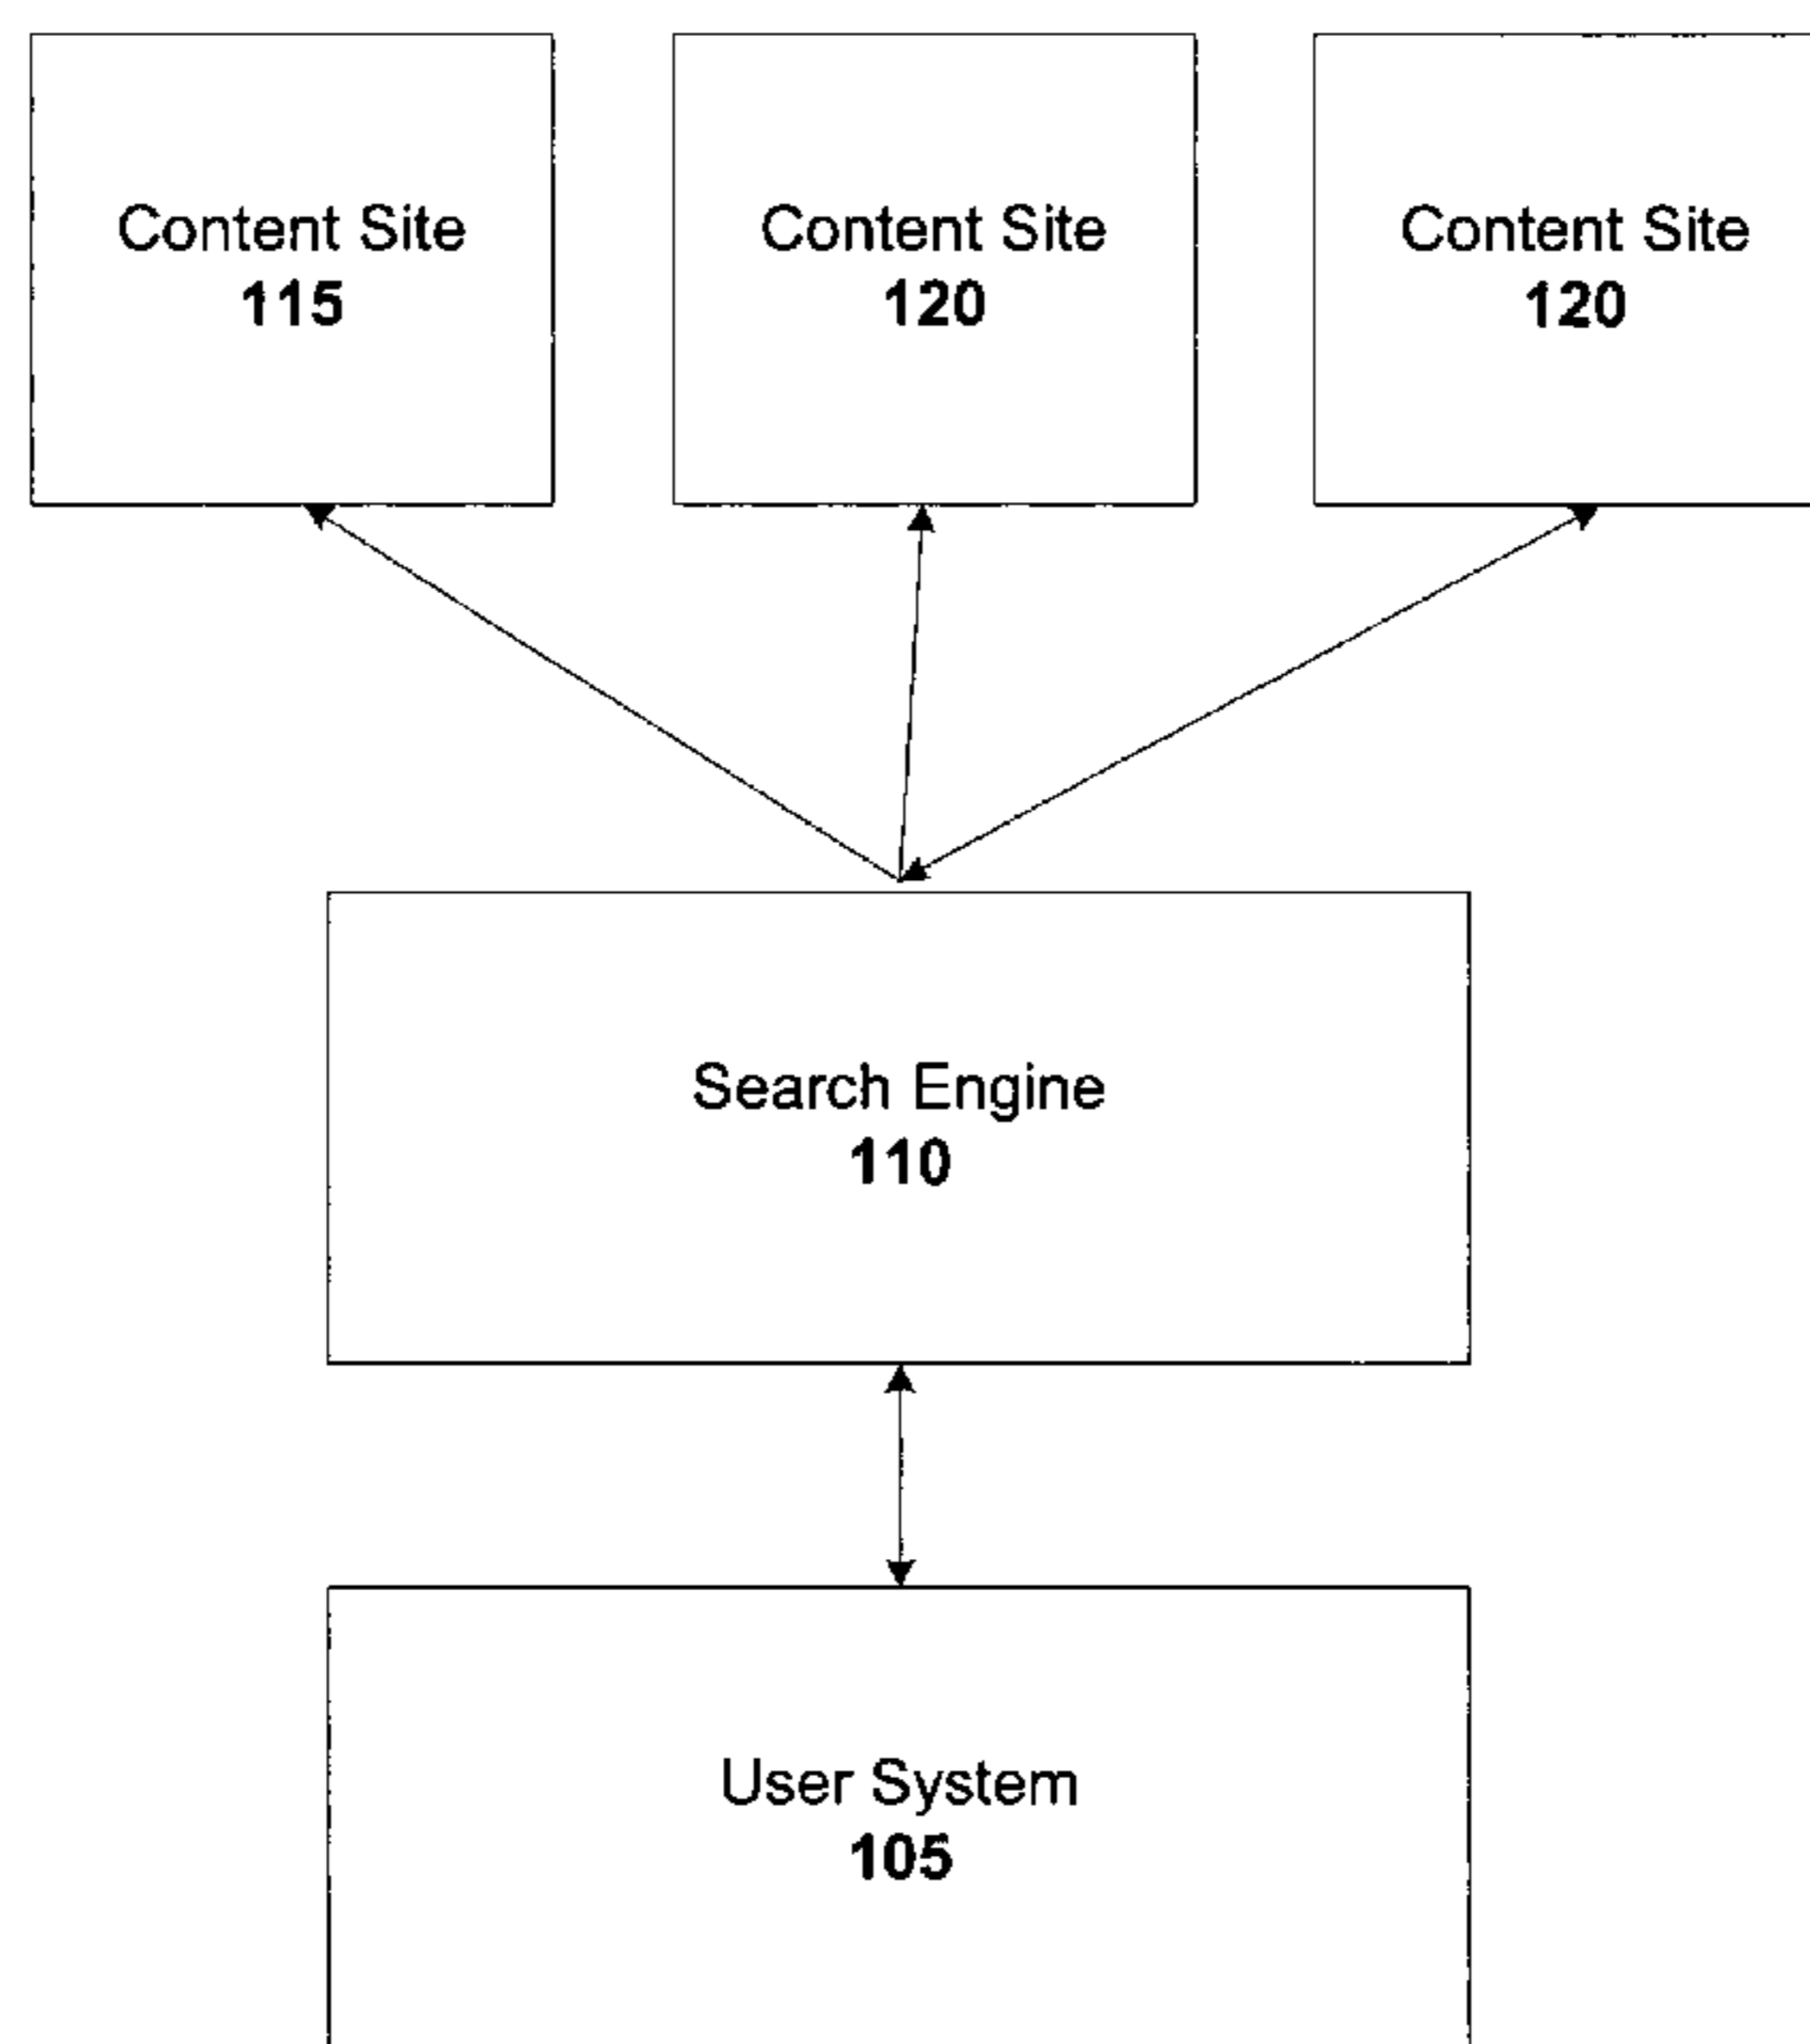 Content Site
115
Content Site
120
Content Site
120
Search Engine
110
User System
105